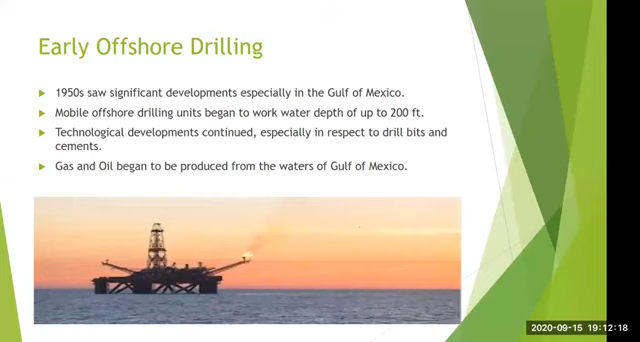 Early Offshore Drilling
1950s saw significant developments especially in the Gulf of Mexico.
Mobile offshore drilling units began to work water depth of up to 200 ft.
Technological developments continued, especially in respect to drill bits and
cements.
Gas and Oil began to be produced from the waters of Gulf of Mexico.
2020-09-15 19:12:18